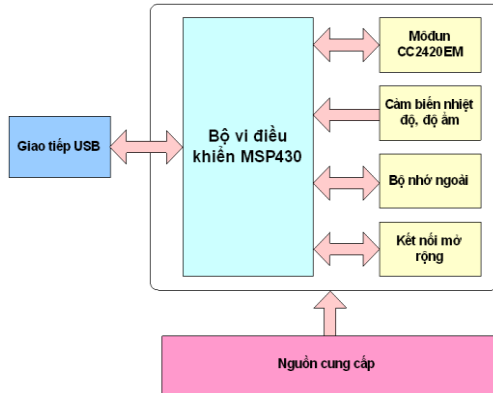 Môđun
CC2420EM
Cảm biến nhiệt
độ, độ ẩm
Giao tiếp USB
Bộ vi điều
khiển MSP430
Bộ nhớ ngoài
Kết nối mở
rộng
Nguồn cung cấp